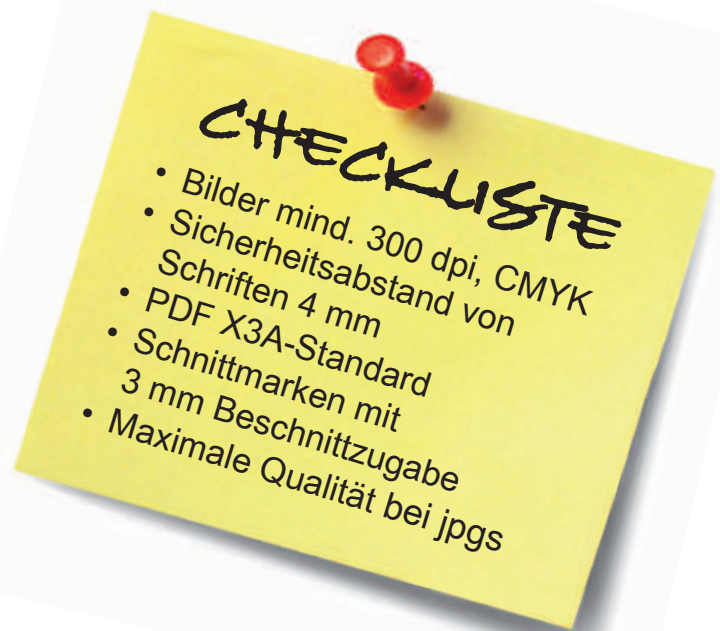 CHECKLISTE
• Bilder mind. 300 dpi, CMYK
• Sicherheitsabstand von
Schriften 4 mm
• PDF X3A-Standard
• Schnittmarken mit
3 mm Beschnittzugabe
• Maximale Qualität bei jpgs